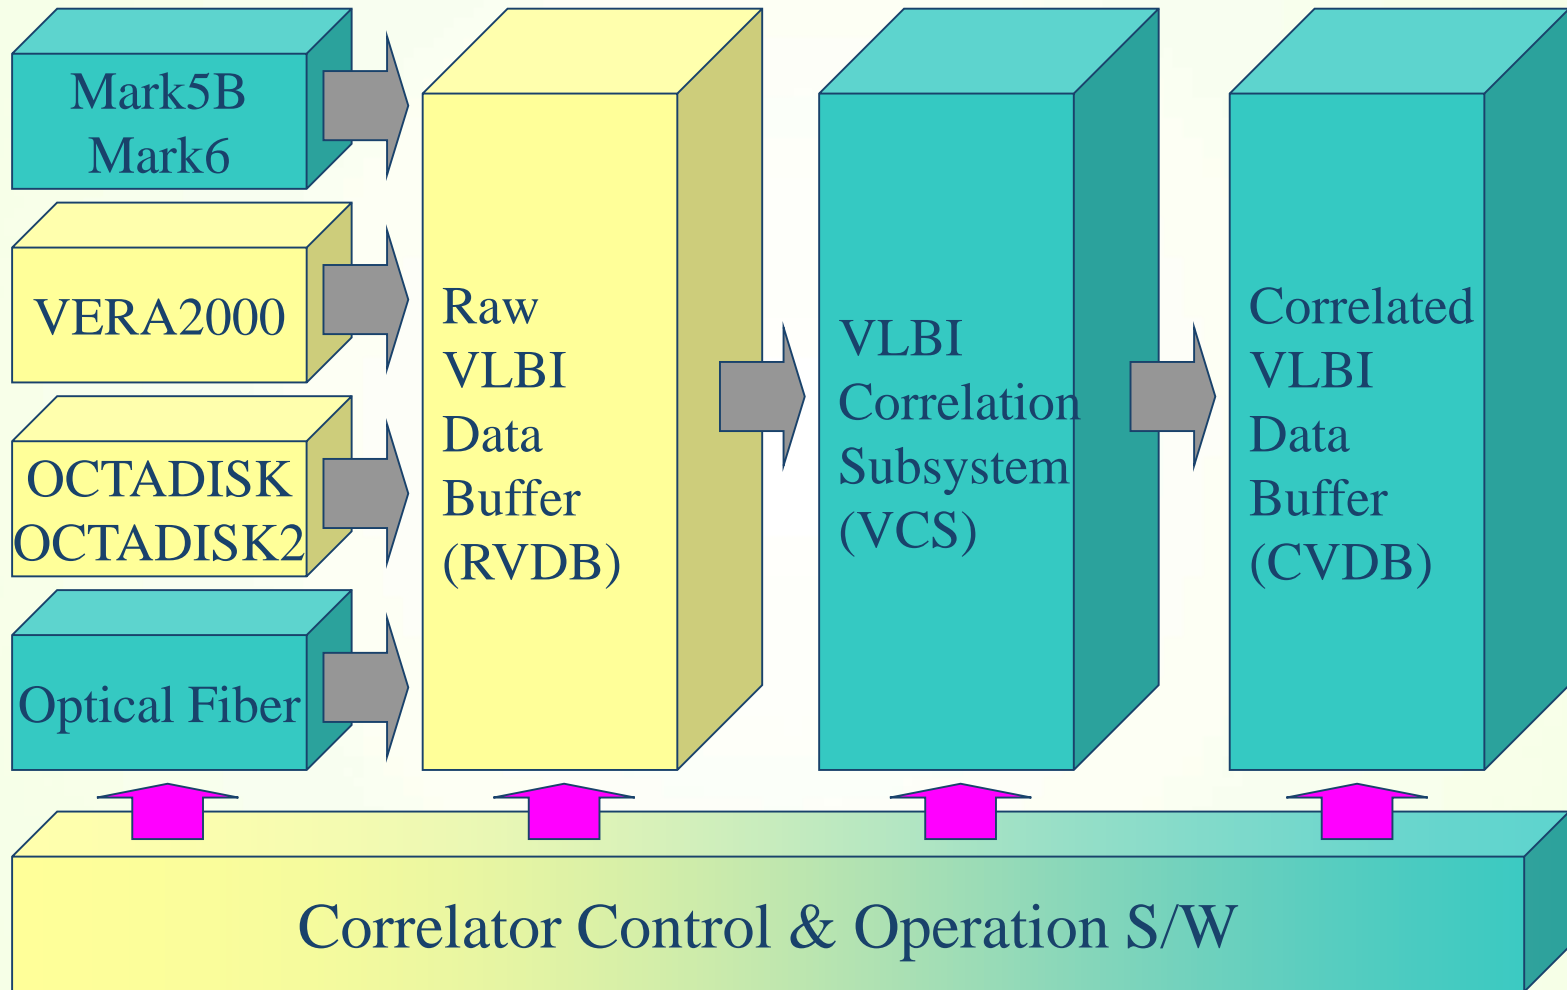 Mark5B
Mark6
VERA2000
OCTADISK
OCTADISK2
Optical Fiber
Raw
VLBI
Data
Buffer
(RVDB)
VLBI
Correlation
Subsystem
(VCS)
Correlated
VLBI
Data
Buffer
(CVDB)
Correlator Control & Operation S/W